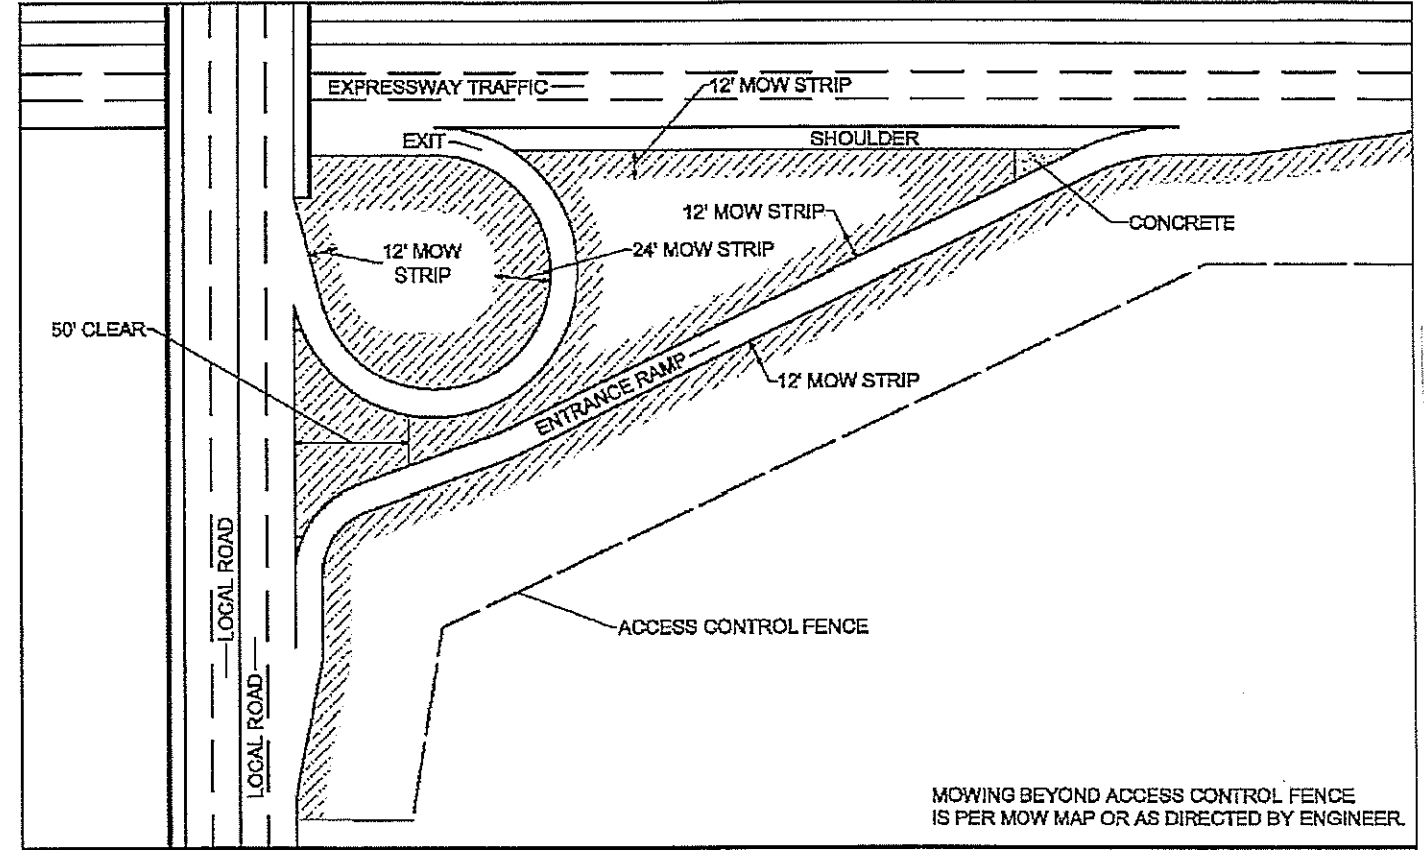 EXPRESSWAY TRAFFIC
12' MOW STRIP
EXIT
SHOULDER
12' MOW STRIP
CONCRETE
12' MOW
STRIP
24' MOW STRIP
50' CLEAR
ENTRANCE RAMP
12' MOW STRIP
LOCAL ROAD
LOCAL ROAD
ACCESS CONTROL FENCE
MOWING BEYOND ACCESS CONTROL FENCE
IS PER MOW MAP OR AS DIRECTED BY ENGINEER.